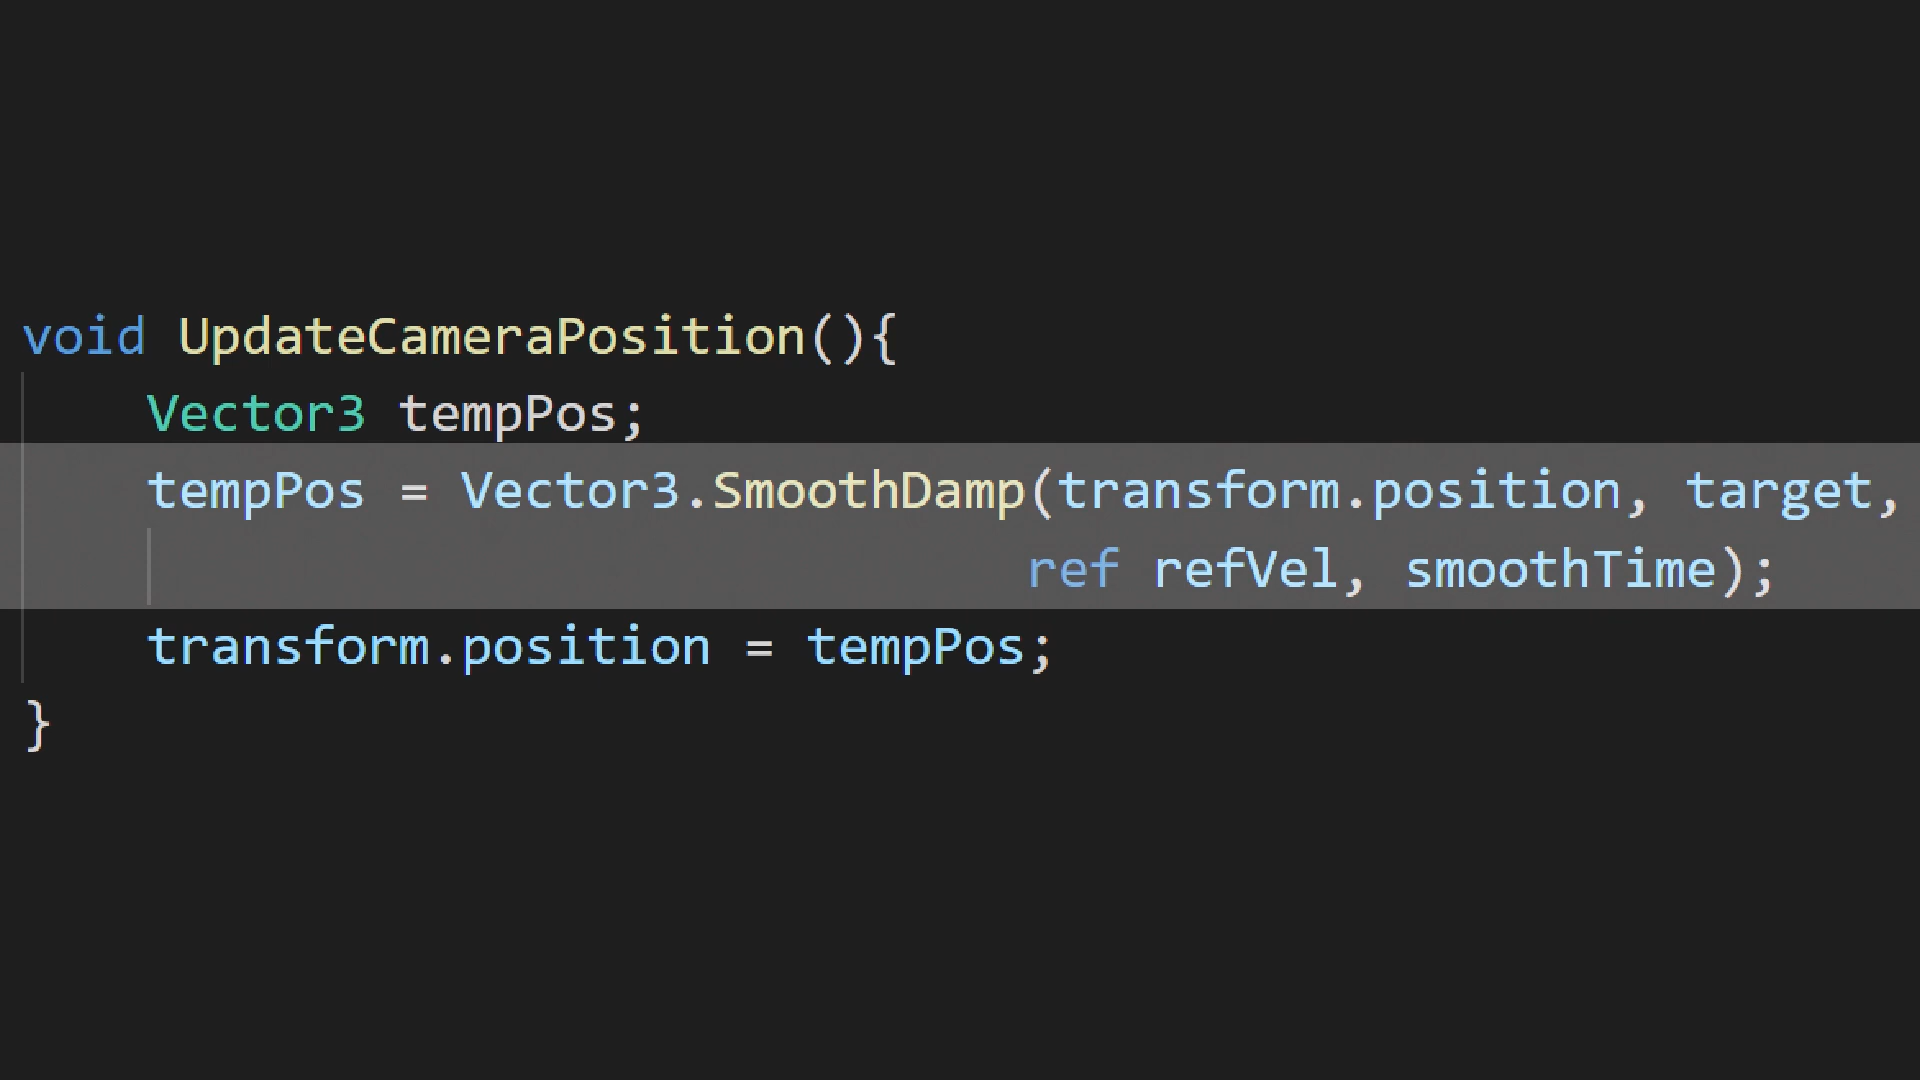 void UpdateCameraPosition(){
Vector3 tempPos;
tempPos = Vector3.SmoothDamp(transform.position, target,
ref refVel, smoothTime);
transform.position = tempPos;
}